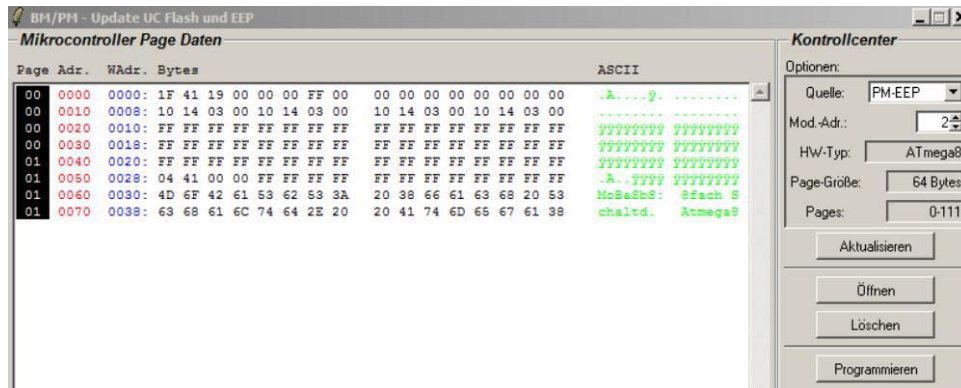 BM/PM - Update UC Flash und EEP
Mikrocontroller Page Daten
Page Adr. WAdr. Bytes ASCII
00 0000 0000: 1F 41 19 00 00 00 FF 00 00 00 00 00 00 00 00 00 .A....ÿ. ........
00 0010 0008: 10 14 03 00 10 14 03 00 10 14 03 00 10 14 03 00 ........ ........
00 0020 0010: FF FF FF FF FF FF FF FF FF FF FF FF FF FF FF FF ÿÿÿÿÿÿÿÿ ÿÿÿÿÿÿÿÿ
00 0030 0018: FF FF FF FF FF FF FF FF FF FF FF FF FF FF FF FF ÿÿÿÿÿÿÿÿ ÿÿÿÿÿÿÿÿ
01 0040 0020: FF FF FF FF FF FF FF FF FF FF FF FF FF FF FF FF ÿÿÿÿÿÿÿÿ ÿÿÿÿÿÿÿÿ
01 0050 0028: 04 41 00 00 FF FF FF FF FF FF FF FF FF FF FF FF .A..ÿÿÿÿ ÿÿÿÿÿÿÿÿ
01 0060 0030: 4D 6F 42 61 53 62 53 3A 20 38 66 61 63 68 20 53 MoBaSbS: 8fach S
01 0070 0038: 63 68 61 6C 74 64 2E 20 20 41 74 6D 65 67 61 38 chaltd. Atmega8
Kontrollcenter
Optionen:
Quelle: PM-EEP
Mod.-Adr.: 2
HW-Typ: ATmega8
Page-Größe: 64 Bytes
Pages: 0-111
Aktualisieren
Öffnen
Löschen
Programmieren